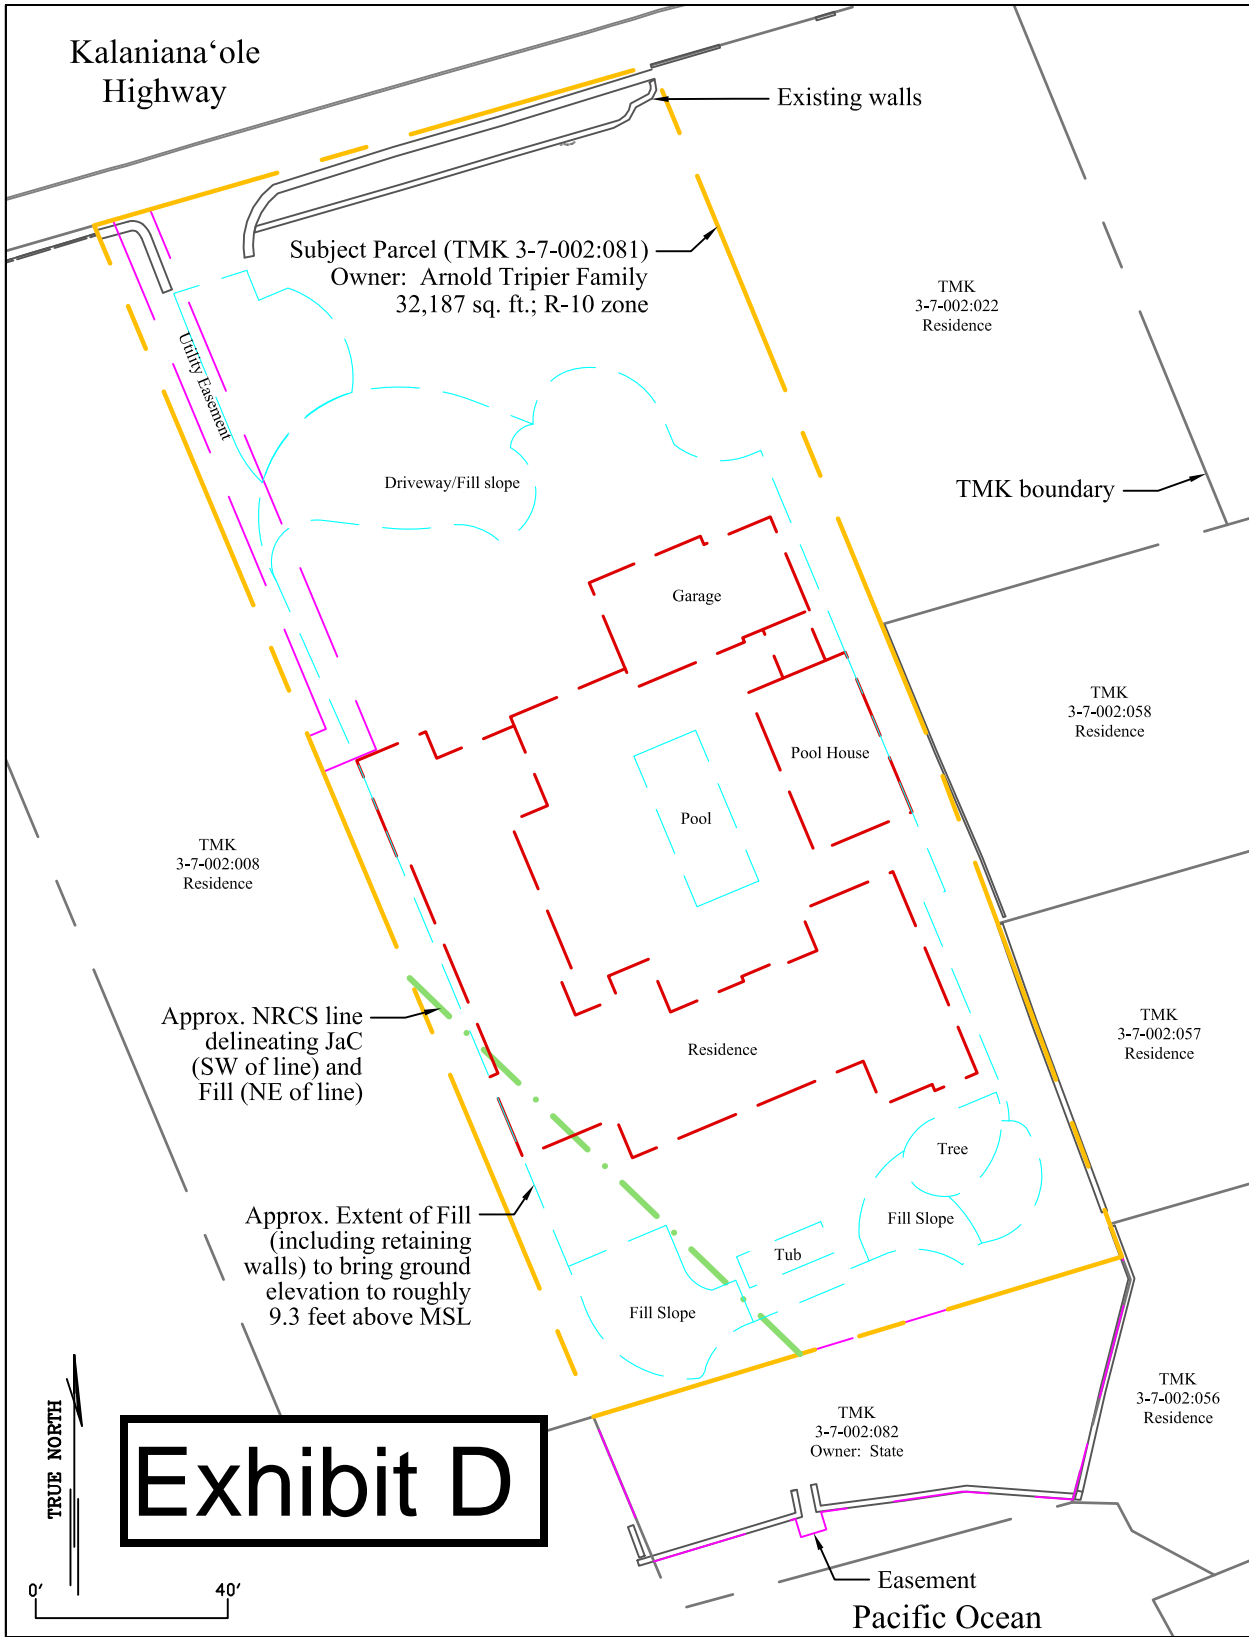 Kalanianaʻole
Highway
Existing walls
Subject Parcel (TMK 3-7-002:081)
Owner: Arnold Tripier Family
32,187 sq. ft.; R-10 zone
TMK
3-7-002:022
Residence
Utility Easement
Driveway/Fill slope
TMK boundary
Garage
TMK
3-7-002:058
Residence
Pool House
Pool
TMK
3-7-002:008
Residence
Approx. NRCS line
delineating JaC
(SW of line) and
Fill (NE of line)
Residence
TMK
3-7-002:057
Residence
Tree
Approx. Extent of Fill
(including retaining
walls) to bring ground
elevation to roughly
9.3 feet above MSL
Fill Slope
Tub
Fill Slope
TMK
3-7-002:056
Residence
TMK
3-7-002:082
Owner: State
TRUE NORTH
Exhibit D
0'
40'
Easement
Pacific Ocean